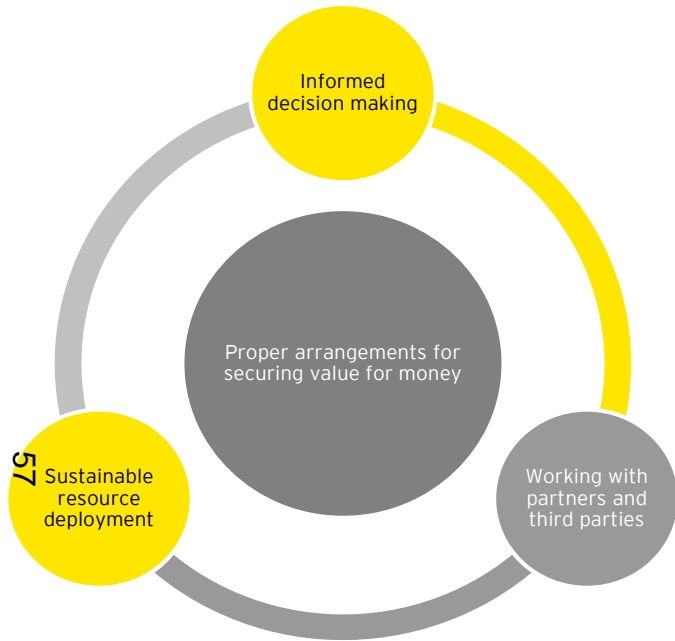 Informed
decision making
Proper arrangements for
securing value for money
57
Sustainable
resource
deployment
Working with
partners and
third parties